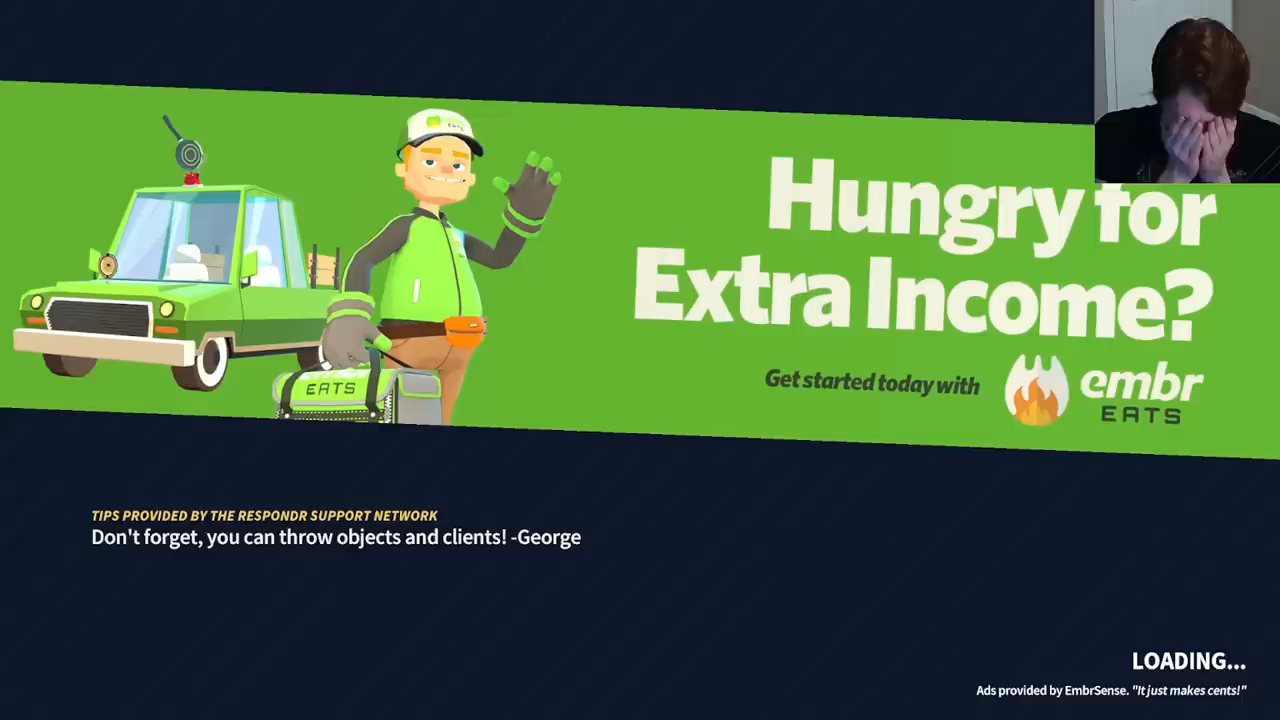 Hungry for
Extra Income?
Get started today with
embr
EATS
EATS
TIPS PROVIDED BY THE RESPONDR SUPPORT NETWORK
Don't forget, you can throw objects and clients! -George
LOADING...
Ads provided by EmbrSense. "It just makes cents!"